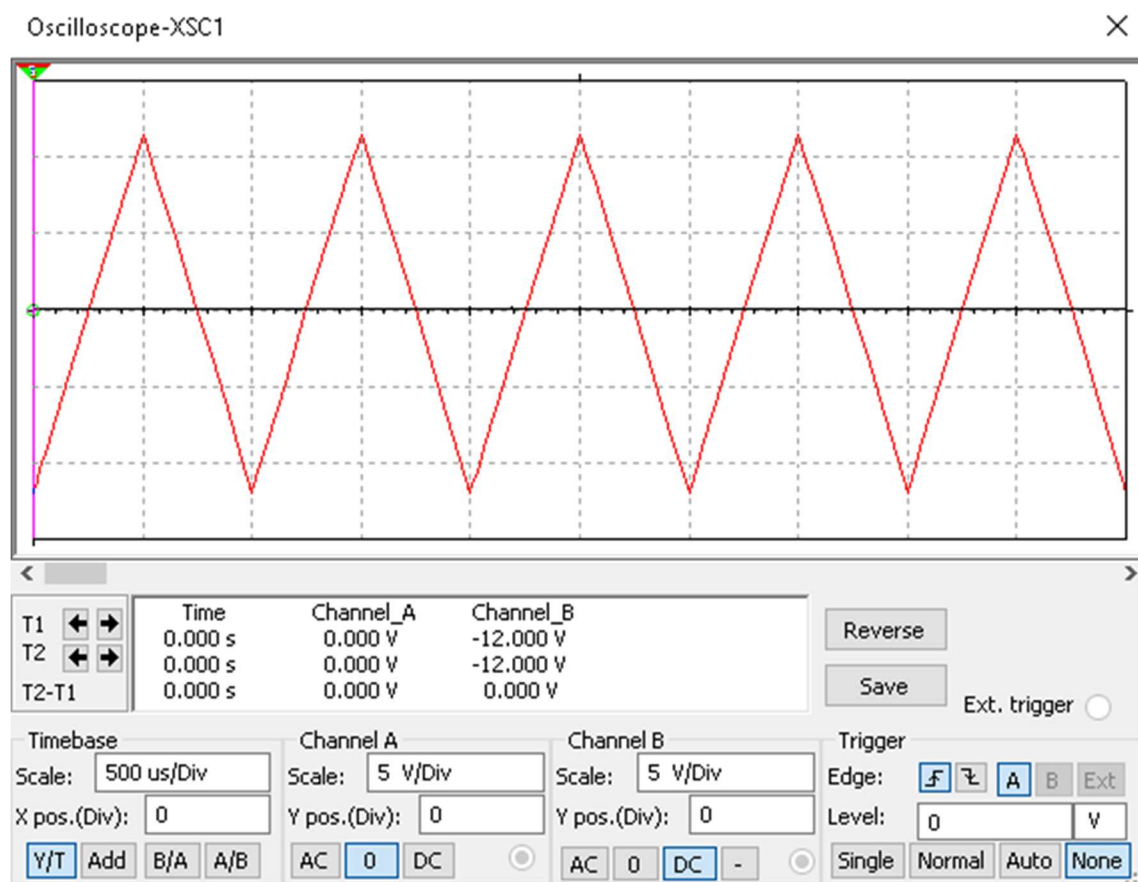 Oscilloscope-XSC1
Time Channel_A Channel_B
T1 0.000 s 0.000 V -12.000 V
T2 0.000 s 0.000 V -12.000 V
T2-T1 0.000 s 0.000 V 0.000 V
Reverse
Save
Ext. trigger
Timebase
Scale: 500 us/Div
X pos.(Div): 0
Y/T Add B/A A/B
Channel A
Scale: 5 V/Div
Y pos.(Div): 0
AC 0 DC
Channel B
Scale: 5 V/Div
Y pos.(Div): 0
AC 0 DC -
Trigger
Edge: A B Ext
Level: 0 V
Single Normal Auto None